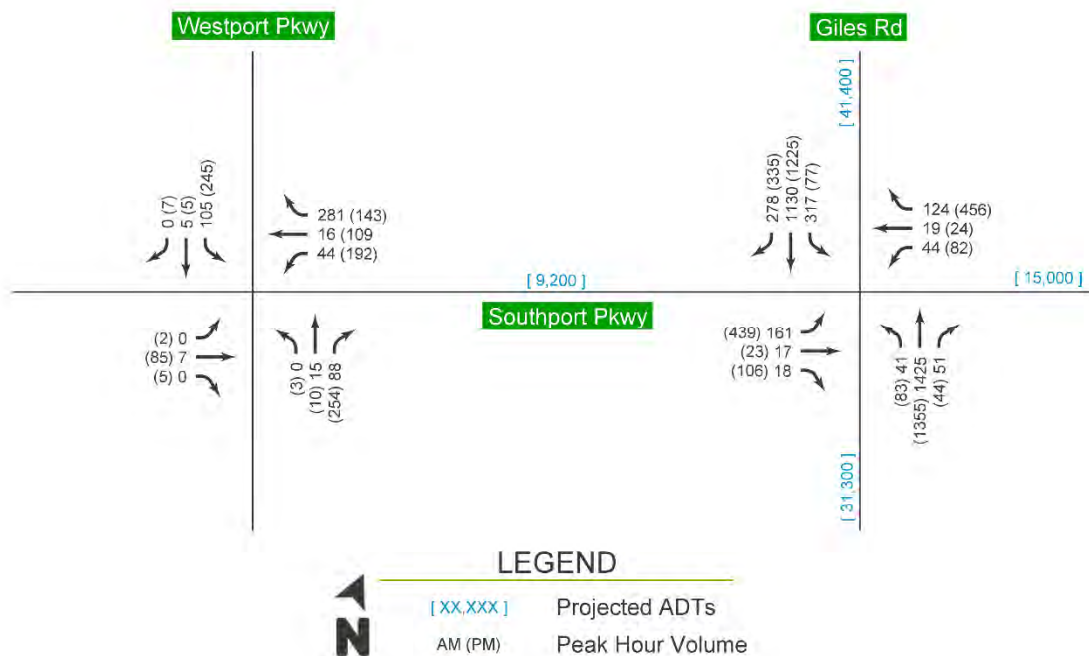 Westport Pkwy
Giles Rd
[ 41,400 ]
0 (7)
5 (5)
105 (245)
281 (143)
16 (109
44 (192)
278 (335)
1130 (1225)
317 (77)
124 (456)
19 (24)
44 (82)
[ 9,200 ]
[ 15,000 ]
Southport Pkwy
(2) 0
(85) 7
(5) 0
(3) 0
(10) 15
(254) 88
(439) 161
(23) 17
(106) 18
(83) 41
(1355) 1425
(44) 51
[ 31,300 ]
LEGEND
[ XX,XXX ] Projected ADTs
N
AM (PM) Peak Hour Volume